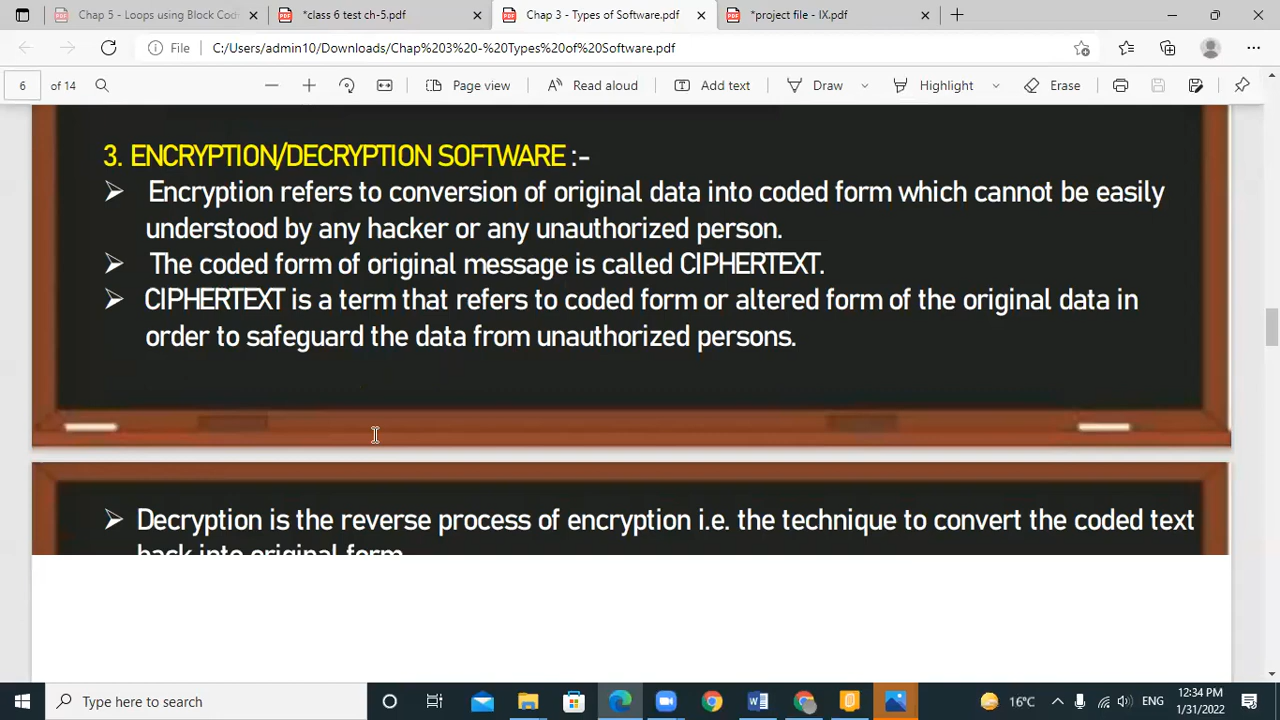 Chap 5 - Loops using Block Cod
*class 6 test ch-5.pdf
Chap 3 - Types of Software.pdf
*project file - IX.pdf
File
C:/Users/admin10/Downloads/Chap%203%20-%20Types%20of%20Software.pdf
6 of 14
Page view
Read aloud
Add text
Draw
Highlight
Erase
3. ENCRYPTION/DECRYPTION SOFTWARE :-
➢ Encryption refers to conversion of original data into coded form which cannot be easily
understood by any hacker or any unauthorized person.
➢ The coded form of original message is called CIPHERTEXT.
➢ CIPHERTEXT is a term that refers to coded form or altered form of the original data in
order to safeguard the data from unauthorized persons.
➢ Decryption is the reverse process of encryption i.e. the technique to convert the coded text
back into original form
Type here to search
16°C
ENG
12:34 PM
1/31/2022